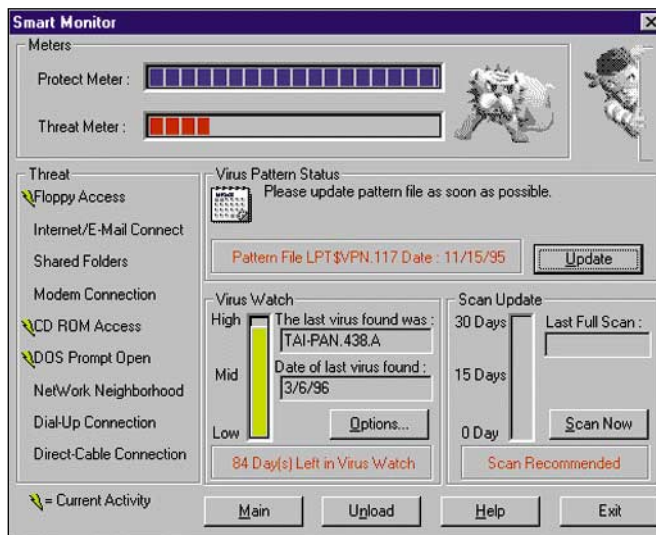 Smart Monitor
Meters
Protect Meter :
Threat Meter :
Threat
Floppy Access
Internet/E-Mail Connect
Shared Folders
Modem Connection
CD ROM Access
DOS Prompt Open
NetWork Neighborhood
Dial-Up Connection
Direct-Cable Connection
= Current Activity
Virus Pattern Status
Please update pattern file as soon as possible.
Pattern File LPT$VPN.117 Date : 11/15/95
Update
Virus Watch
High
Mid
Low
The last virus found was :
TAI-PAN.438.A
Date of last virus found :
3/6/96
Options...
84 Day(s) Left in Virus Watch
Scan Update
30 Days
15 Days
0 Day
Last Full Scan :
Scan Now
Scan Recommended
Main
Unload
Help
Exit